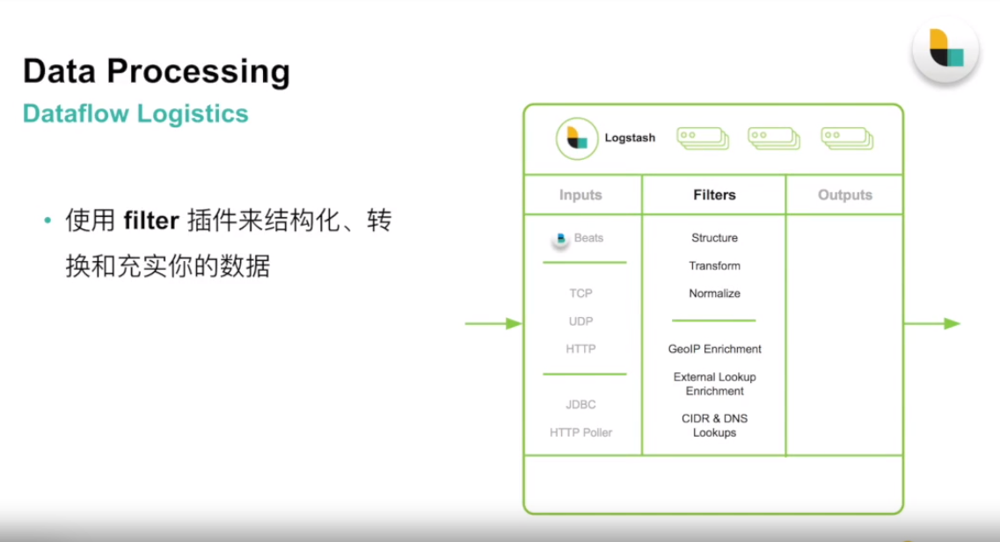 Data Processing
Dataflow Logistics
• 使用 filter 插件来结构化、转
换和充实你的数据
Logstash
Inputs
Filters
Outputs
Beats
TCP
UDP
HTTP
JDBC
HTTP Poller
Structure
Transform
Normalize
GeoIP Enrichment
External Lookup
Enrichment
CIDR & DNS
Lookups